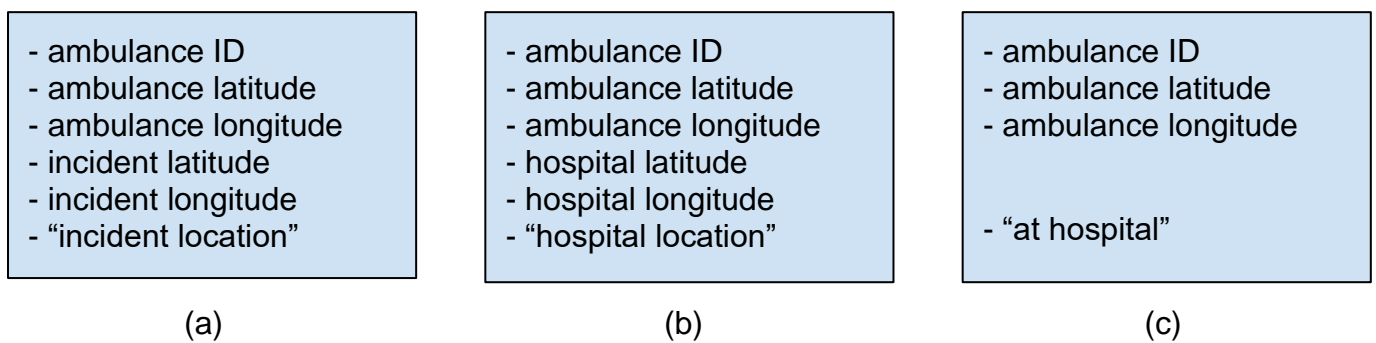 - ambulance ID
- ambulance latitude
- ambulance longitude
- incident latitude
- incident longitude
- “incident location”
(a)
- ambulance ID
- ambulance latitude
- ambulance longitude
- hospital latitude
- hospital longitude
- “hospital location”
(b)
- ambulance ID
- ambulance latitude
- ambulance longitude
- “at hospital”
(c)